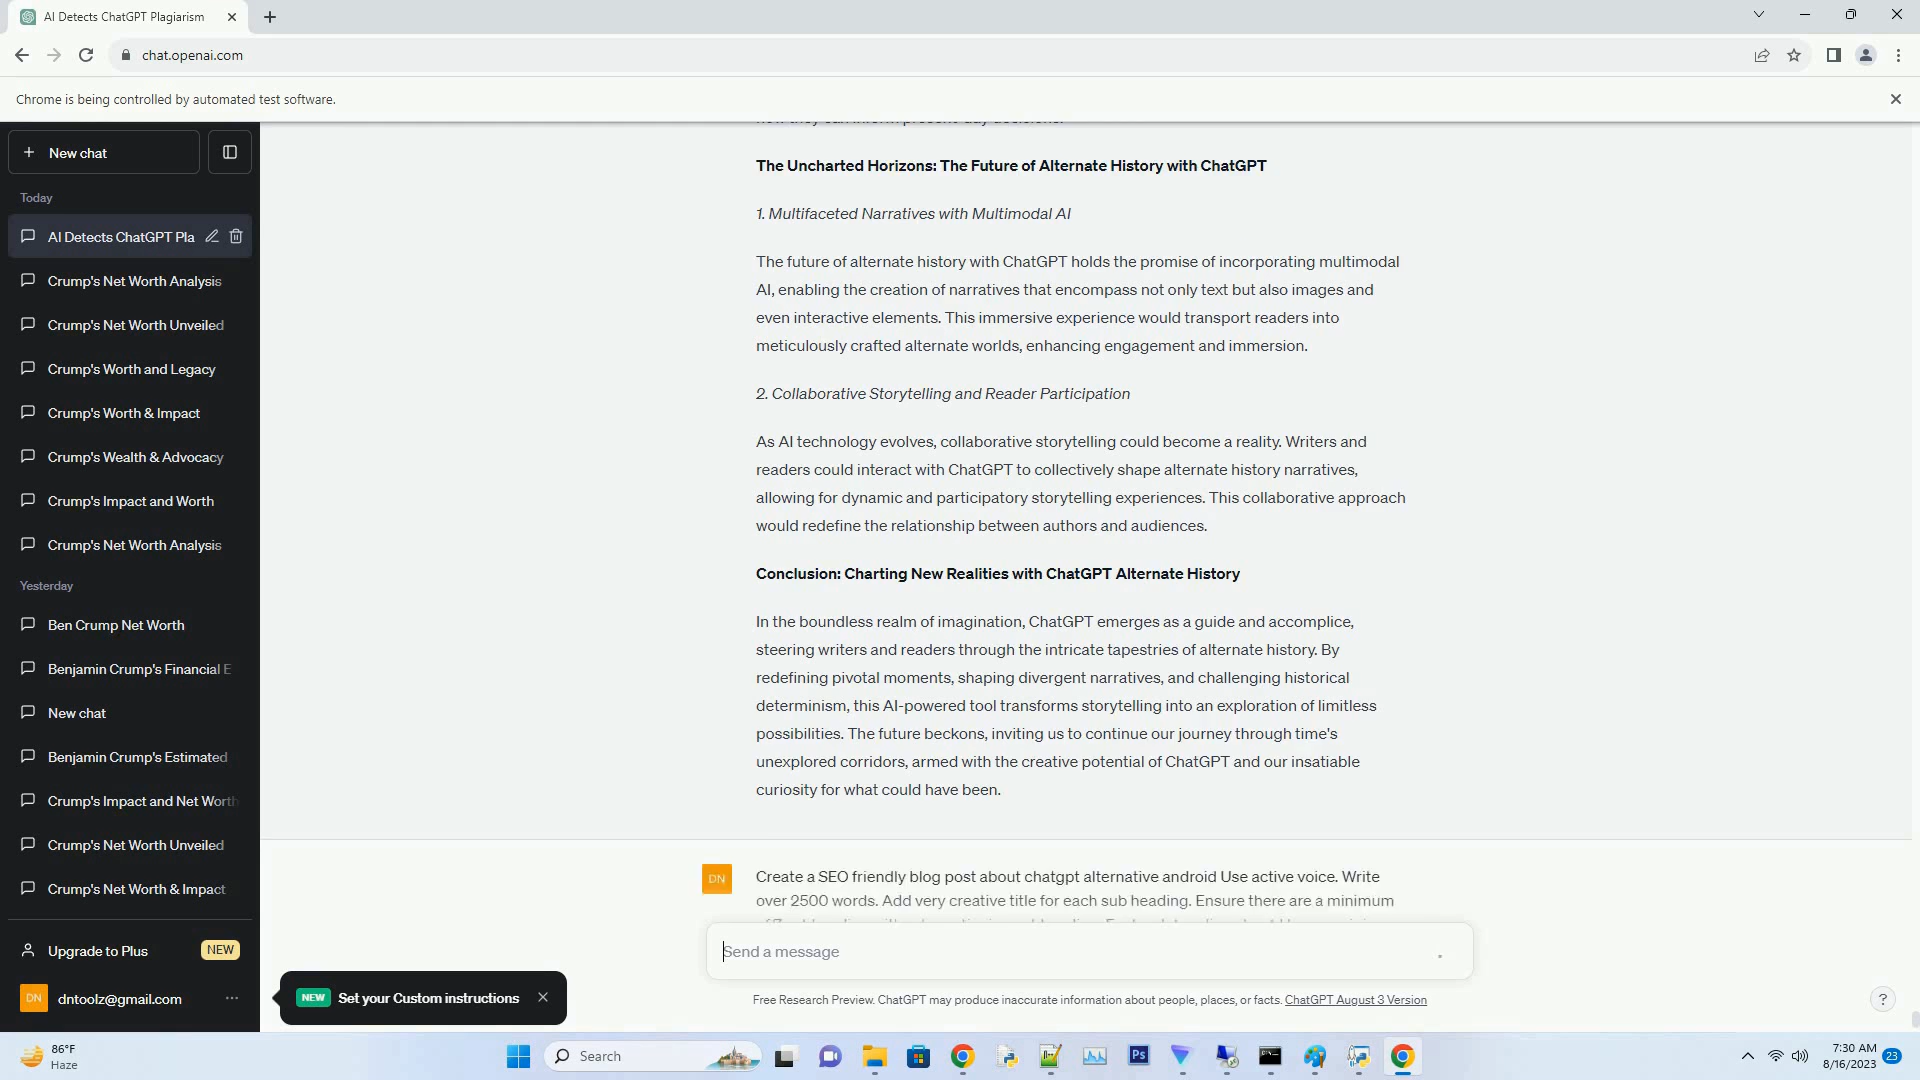 AI Detects ChatGPT Plagiarism
chat.openai.com
Chrome is being controlled by automated test software.
New chat
Today
AI Detects ChatGPT Pla
Crump's Net Worth Analysis
Crump's Net Worth Unveiled
Crump's Worth and Legacy
Crump's Worth & Impact
Crump's Wealth & Advocacy
Crump's Impact and Worth
Crump's Net Worth Analysis
Yesterday
Ben Crump Net Worth
Benjamin Crump's Financial E
New chat
Benjamin Crump's Estimated
Crump's Impact and Net Worth
Crump's Net Worth Unveiled
Crump's Net Worth & Impact
Upgrade to Plus NEW
DN dntoolz@gmail.com
NEW Set your Custom instructions
The Uncharted Horizons: The Future of Alternate History with ChatGPT
1. Multifaceted Narratives with Multimodal AI
The future of alternate history with ChatGPT holds the promise of incorporating multimodal
AI, enabling the creation of narratives that encompass not only text but also images and
even interactive elements. This immersive experience would transport readers into
meticulously crafted alternate worlds, enhancing engagement and immersion.
2. Collaborative Storytelling and Reader Participation
As AI technology evolves, collaborative storytelling could become a reality. Writers and
readers could interact with ChatGPT to collectively shape alternate history narratives,
allowing for dynamic and participatory storytelling experiences. This collaborative approach
would redefine the relationship between authors and audiences.
Conclusion: Charting New Realities with ChatGPT Alternate History
In the boundless realm of imagination, ChatGPT emerges as a guide and accomplice,
steering writers and readers through the intricate tapestries of alternate history. By
redefining pivotal moments, shaping divergent narratives, and challenging historical
determinism, this AI-powered tool transforms storytelling into an exploration of limitless
possibilities. The future beckons, inviting us to continue our journey through time's
unexplored corridors, armed with the creative potential of ChatGPT and our insatiable
curiosity for what could have been.
DN
Create a SEO friendly blog post about chatgpt alternative android Use active voice. Write
over 2500 words. Add very creative title for each sub heading. Ensure there are a minimum
Send a message
Free Research Preview. ChatGPT may produce inaccurate information about people, places, or facts. ChatGPT August 3 Version
?
86°F
Haze
Search
Ps
7:30 AM
8/16/2023
23